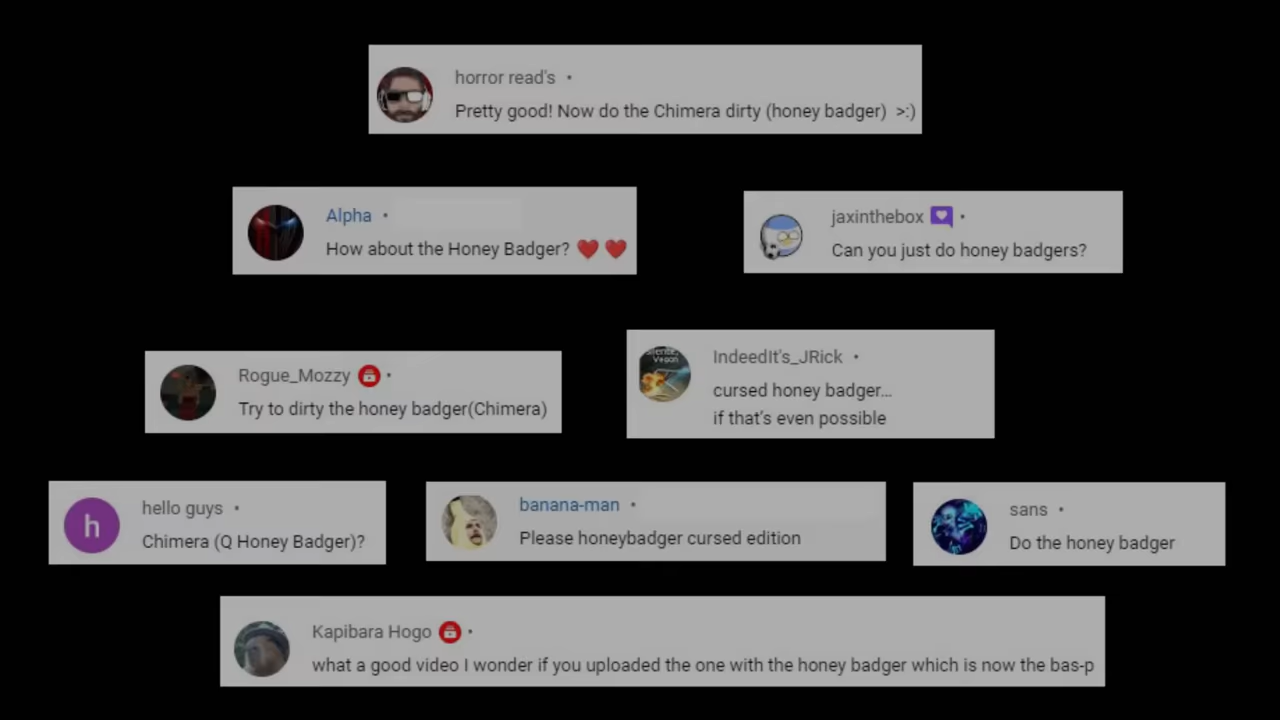 horror read's •
Pretty good! Now do the Chimera dirty (honey badger) >:)
Alpha •
How about the Honey Badger? ❤️ ❤️
jaxinthebox •
Can you just do honey badgers?
Rogue_Mozzy •
Try to dirty the honey badger(Chimera)
IndeedIt's_JRick •
cursed honey badger...
if that's even possible
h
hello guys •
Chimera (Q Honey Badger)?
banana-man •
Please honeybadger cursed edition
sans •
Do the honey badger
Kapibara Hogo •
what a good video I wonder if you uploaded the one with the honey badger which is now the bas-p